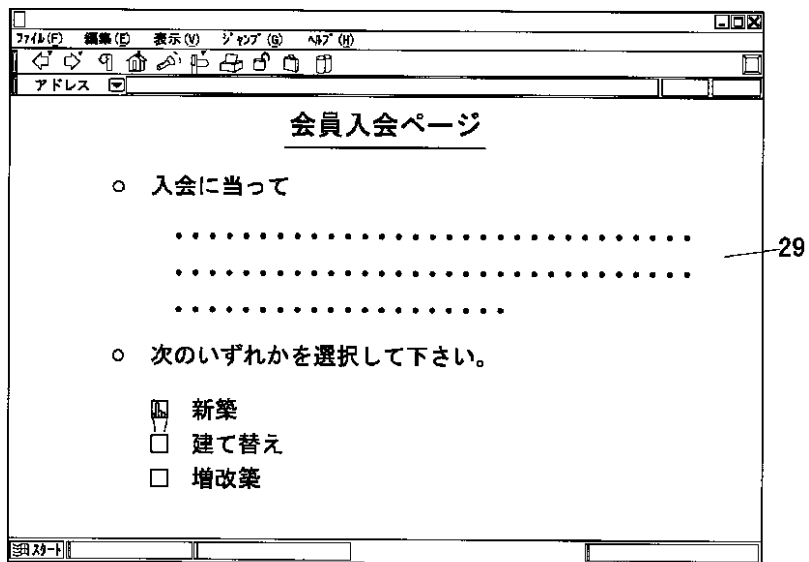 ファイル(F) 編集(E) 表示(V) ジャンプ(G) ヘルプ(H)
アドレス
会員入会ページ
○ 入会に当って
・・・・・・・・・・・・・・・・・・・・・・・・・・・・・・・
・・・・・・・・・・・・・・・・・・・・・・・・・・・・・・・
・・・・・・・・・・・・・・・・・・・・
29
○ 次のいずれかを選択して下さい。
新築
□ 建て替え
□ 増改築
スタート